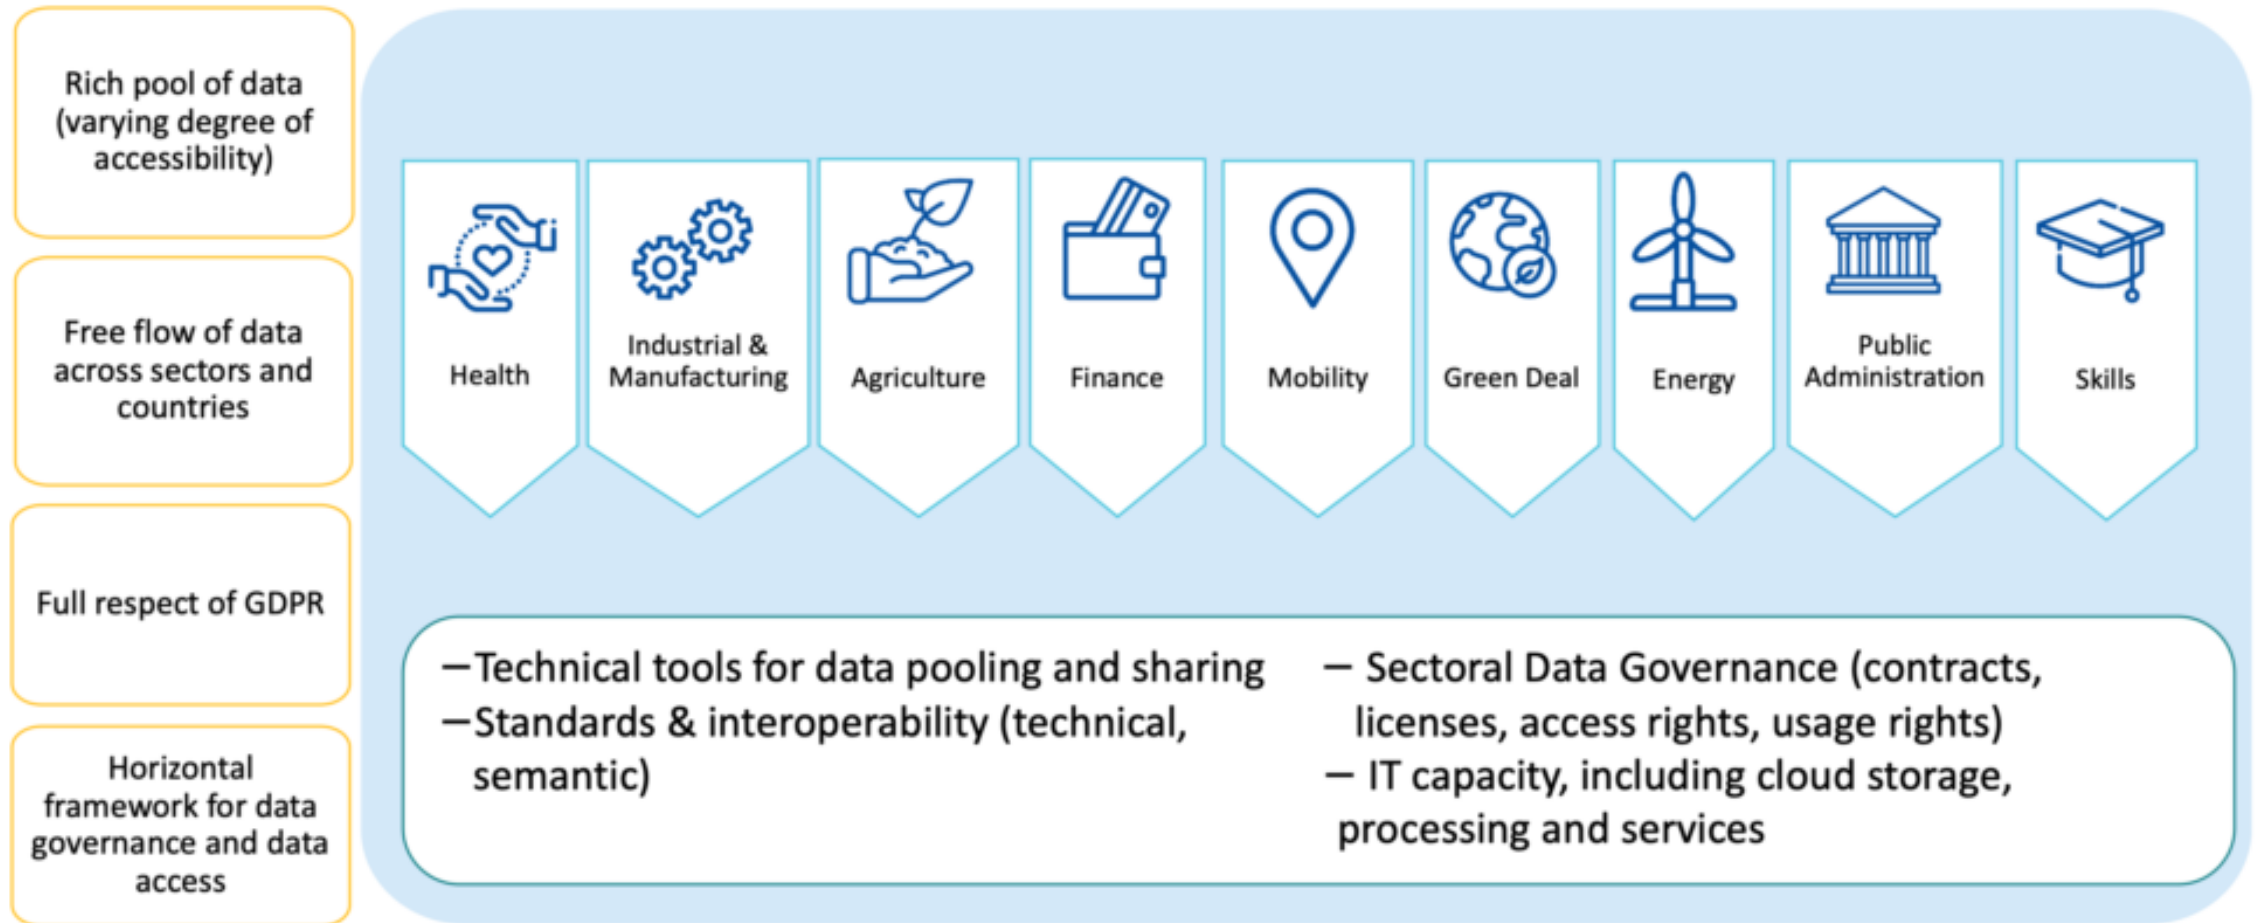 Rich pool of data
(varying degree of
accessibility)
Free flow of data
across sectors and
countries
Full respect of GDPR
Horizontal
framework for data
governance and data
access
Health
Industrial &
Manufacturing
Agriculture
Finance
Mobility
Green Deal
Energy
Public
Administration
Skills
–Technical tools for data pooling and sharing
–Standards & interoperability (technical,
semantic)
– Sectoral Data Governance (contracts,
licenses, access rights, usage rights)
– IT capacity, including cloud storage,
processing and services